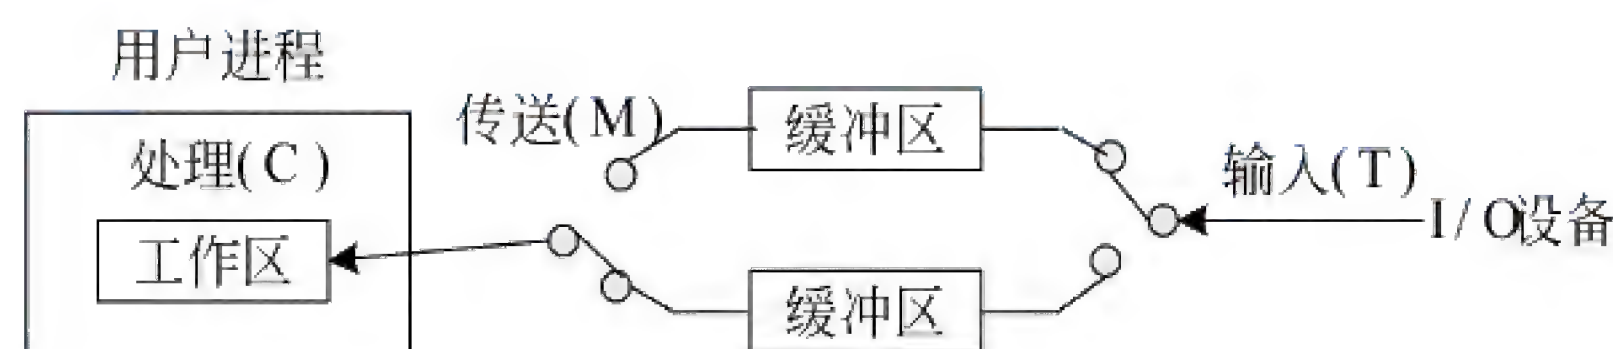 用户进程
处理(C)
工作区
传送(M)
缓冲区
缓冲区
输入(T)
I/O设备